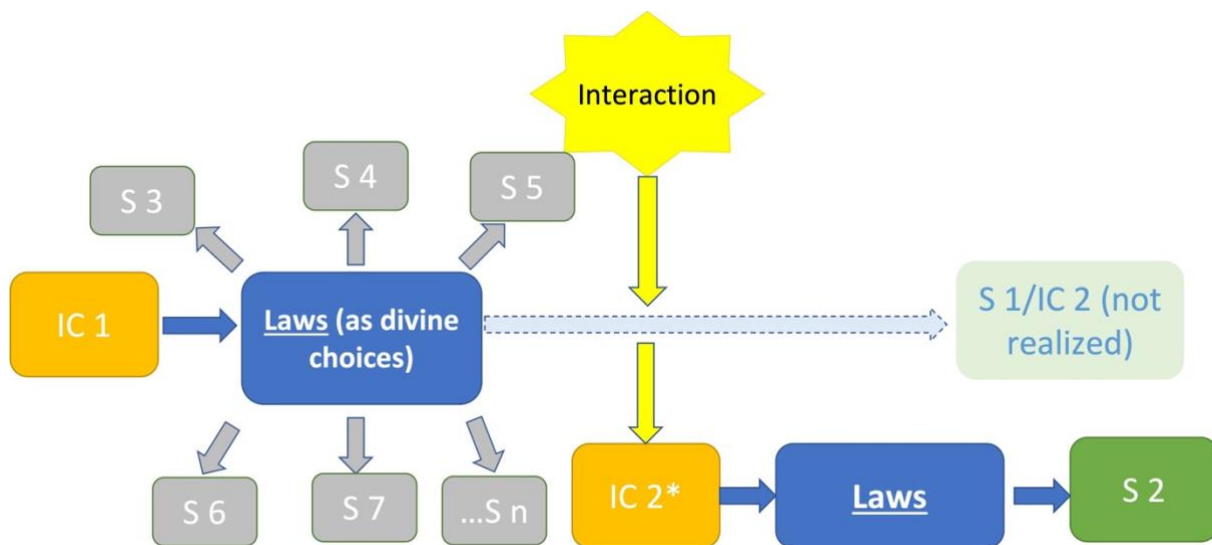 Interaction
S 3
S 4
S 5
IC 1
Laws (as divine
choices)
S 1/IC 2 (not
realized)
S 6
S 7
...S n
IC 2*
Laws
S 2